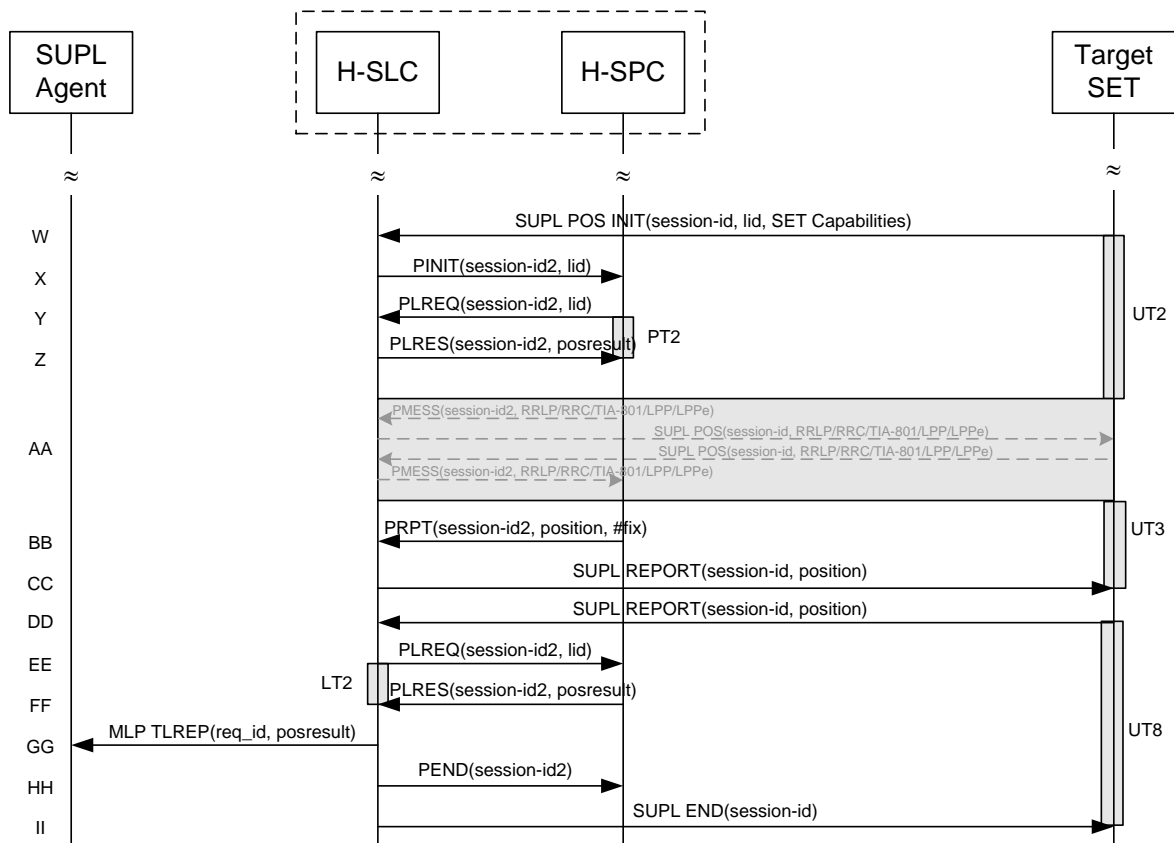 SUPL
Agent
H-SLC
H-SPC
Target
SET
≈ ≈ ≈ ≈
W
SUPL POS INIT(session-id, lid, SET Capabilities)
X
PINIT(session-id2, lid)
Y
PLREQ(session-id2, lid)
PT2
UT2
Z
PLRES(session-id2, posresult)
AA
PMESS(session-id2, RRLP/RRC/TIA-801/LPP/LPPe)
SUPL POS(session-id, RRLP/RRC/TIA-801/LPP/LPPe)
SUPL POS(session-id, RRLP/RRC/TIA-801/LPP/LPPe)
PMESS(session-id2, RRLP/RRC/TIA-801/LPP/LPPe)
BB
PRPT(session-id2, position, #fix)
UT3
CC
SUPL REPORT(session-id, position)
DD
SUPL REPORT(session-id, position)
EE
PLREQ(session-id2, lid)
LT2
FF
PLRES(session-id2, posresult)
GG
MLP TLREP(req_id, posresult)
UT8
HH
PEND(session-id2)
II
SUPL END(session-id)